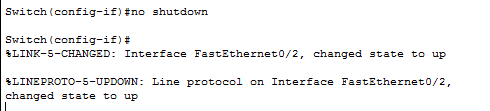 Switch(config-if)#no shutdown
Switch(config-if)#
%LINK-5-CHANGED: Interface FastEthernet0/2, changed state to up
%LINEPROTO-5-UPDOWN: Line protocol on Interface FastEthernet0/2,
changed state to up